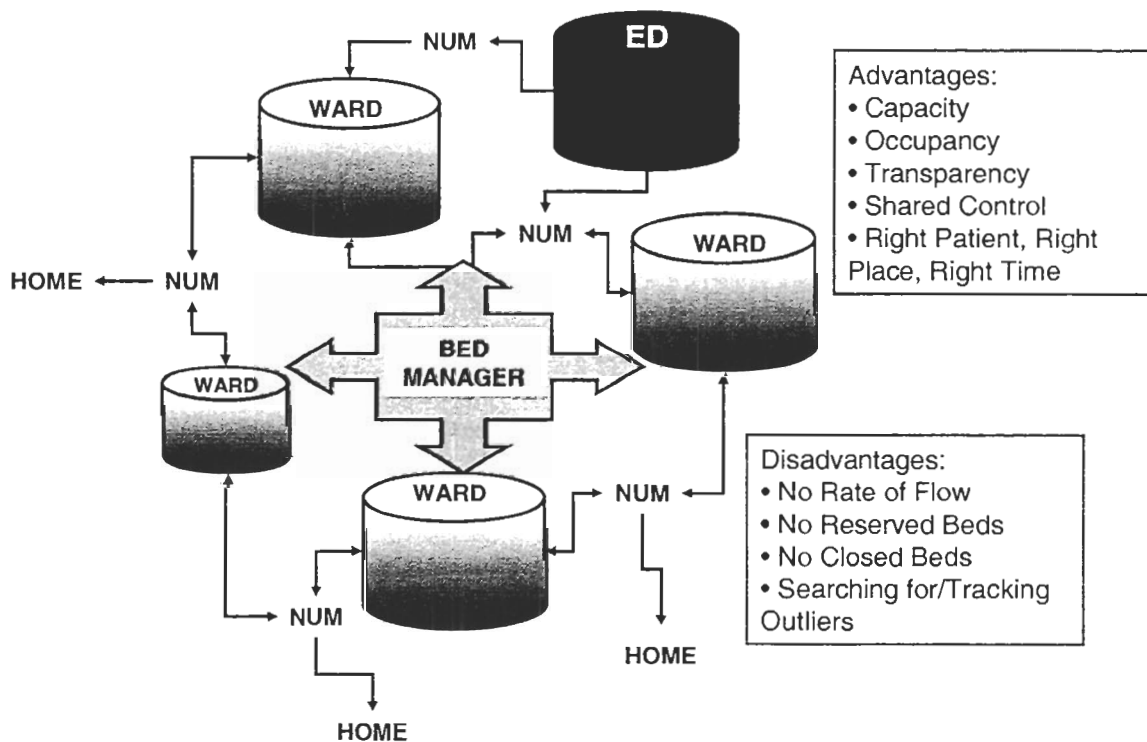 NUM
ED
WARD
Advantages:
• Capacity
• Occupancy
• Transparency
• Shared Control
• Right Patient, Right
Place, Right Time
NUM
WARD
HOME
NUM
BED
MANAGER
WARD
WARD
NUM
Disadvantages:
• No Rate of Flow
• No Reserved Beds
• No Closed Beds
• Searching for/Tracking
Outliers
NUM
HOME
HOME